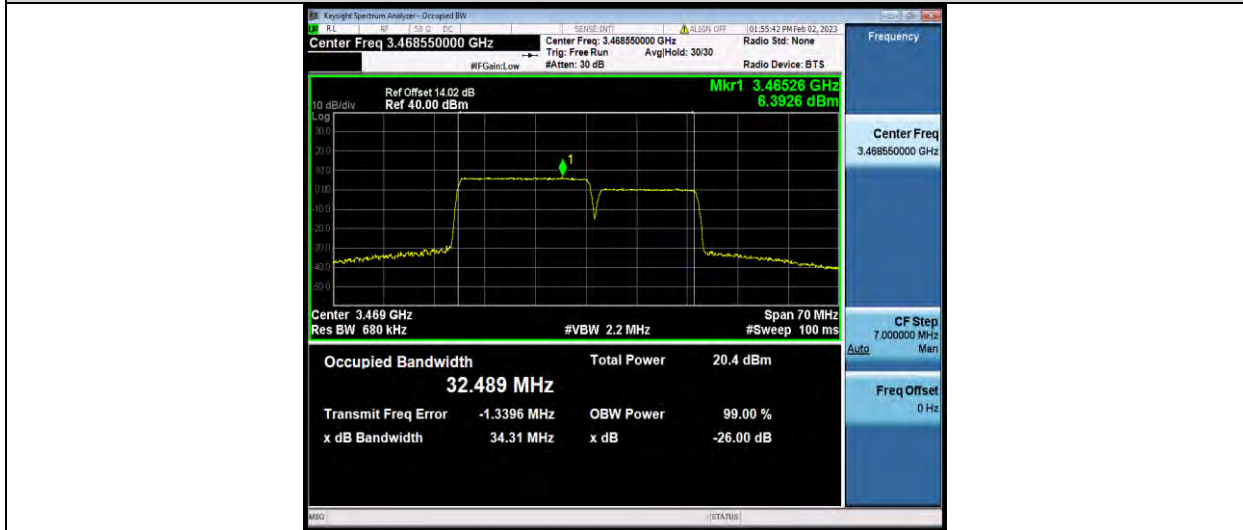 Keysight Spectrum Analyzer - Occupied BW
RL RF 50 Ω DC SENSE:INT ALIGN OFF 01:55:42 PM Feb 02, 2023
Center Freq 3.468550000 GHz
Center Freq: 3.468550000 GHz
Radio Std: None
Trig: Free Run Avg|Hold: 30/30
#IFGain:Low #Atten: 30 dB Radio Device: BTS
Frequency
Mkr1 3.46526 GHz
6.3926 dBm
Ref Offset 14.02 dB
10 dB/div Ref 40.00 dBm
Log
30.0
20.0
10.0
0.00
-10.0
-20.0
-30.0
-40.0
-50.0
1
Center 3.469 GHz Span 70 MHz
Res BW 680 kHz #VBW 2.2 MHz #Sweep 100 ms
Center Freq
3.468550000 GHz
CF Step
7.000000 MHz
Auto Man
Freq Offset
0 Hz
Occupied Bandwidth Total Power 20.4 dBm
32.489 MHz
Transmit Freq Error -1.3396 MHz OBW Power 99.00 %
x dB Bandwidth 34.31 MHz x dB -26.00 dB
MSG STATUS